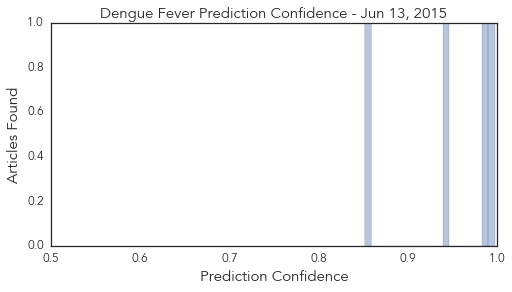 Dengue Fever Prediction Confidence - Jun 13, 2015
1.0
0.8
0.6
0.4
0.2
0.0
Articles Found
0.5 0.6 0.7 0.8 0.9 1.0
Prediction Confidence